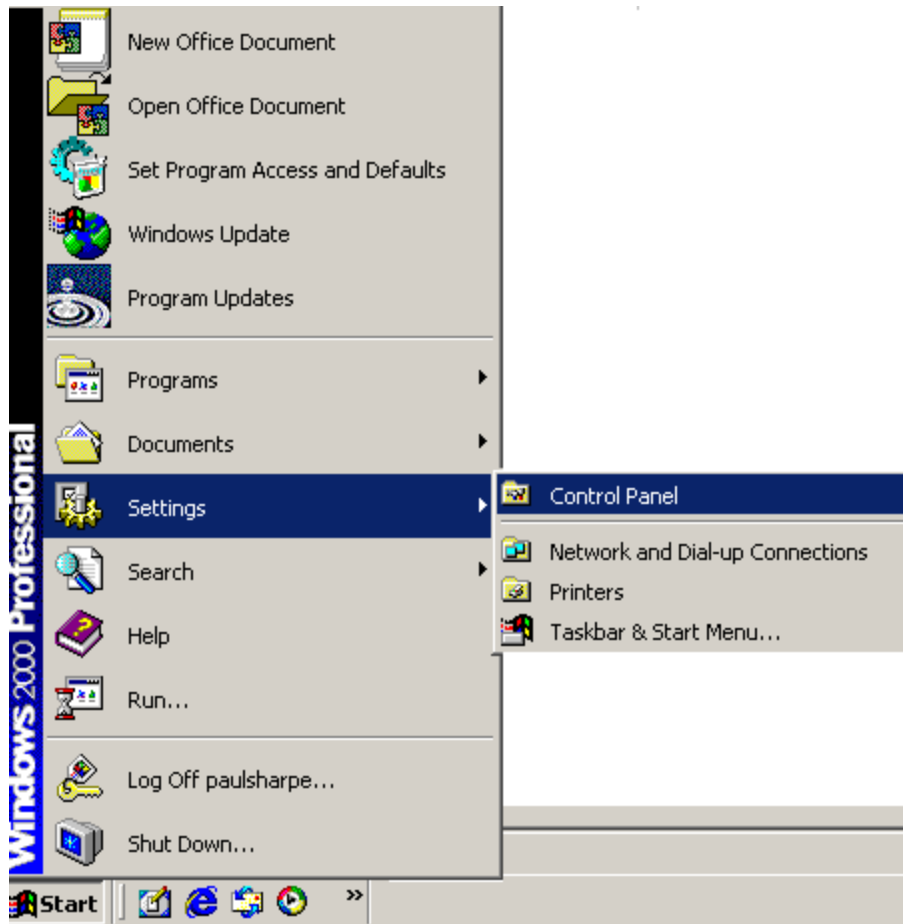 New Office Document
Open Office Document
Set Program Access and Defaults
Windows Update
Program Updates
Programs
Documents
Settings
Search
Help
Run...
Log Off paulsharpe...
Shut Down...
Control Panel
Network and Dial-up Connections
Printers
Taskbar & Start Menu...
Windows 2000 Professional
Start
»